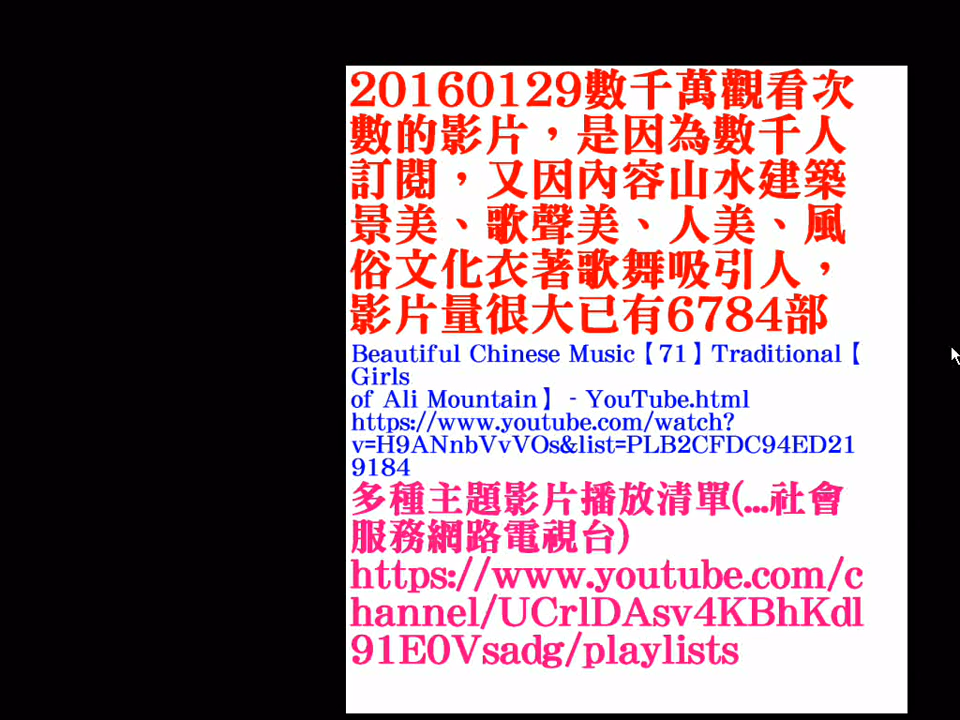 20160129數千萬觀看次
數的影片，是因為數千人
訂閱，又因內容山水建築
景美、歌聲美、人美、風
俗文化衣著歌舞吸引人，
影片量很大已有6784部
Beautiful Chinese Music【71】Traditional【
Girls
of Ali Mountain】 - YouTube.html
https://www.youtube.com/watch?
v=H9ANnbVvVOs&list=PLB2CFDC94ED21
9184
多種主題影片播放清單(...社會
服務網路電視台)
https://www.youtube.com/c
hannel/UCrlDAsv4KBhKdl
91E0Vsadg/playlists